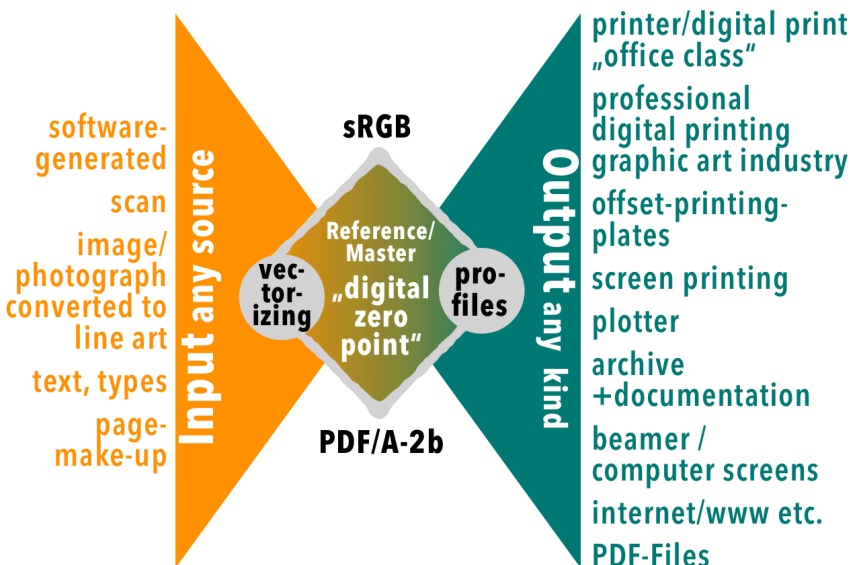 software-
generated
scan
image/
photograph
converted to
line art
text, types
page-
make-up
Input any source
sRGB
Reference/
Master
„digital
zero
point“
vec-
tor-
izing
pro-
files
PDF/A-2b
Output any kind
printer/digital print
„office class“
professional
digital printing
graphic art industry
offset-printing-
plates
screen printing
plotter
archive
+documentation
beamer /
computer screens
internet/www etc.
PDF-Files